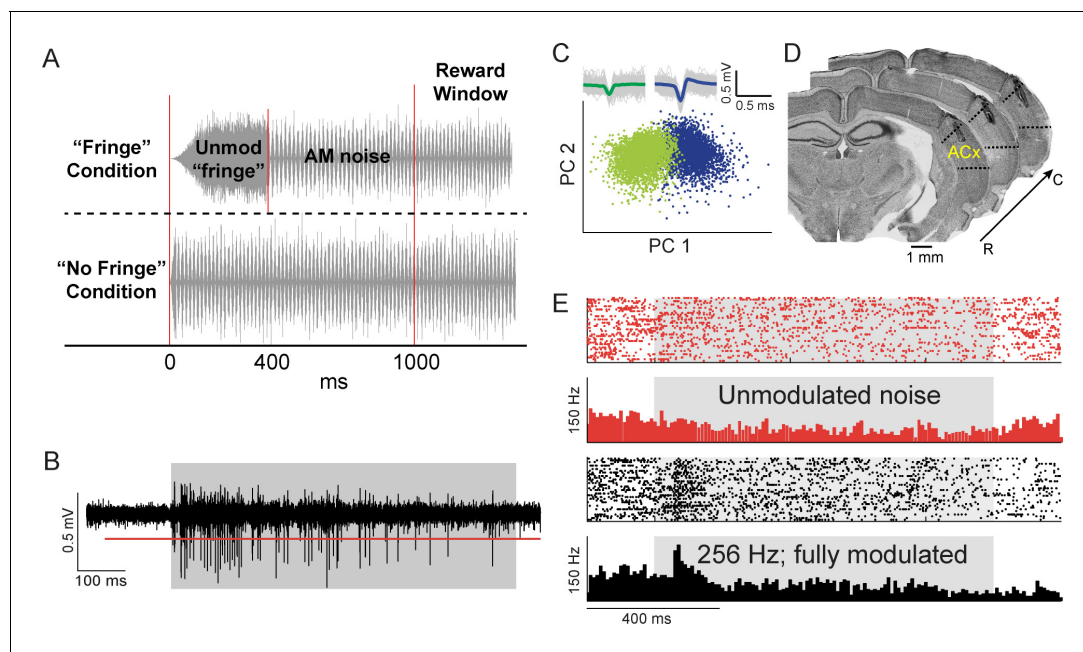 A
Reward
Window
“Fringe”
Condition
Unmod
“fringe”
AM noise
“No Fringe”
Condition
0
400
1000
ms
B
0.5 mV
100 ms
C
0.5 mV
0.5 ms
PC 2
PC 1
D
ACx
C
R
1 mm
E
150 Hz
Unmodulated noise
150 Hz
256 Hz; fully modulated
400 ms